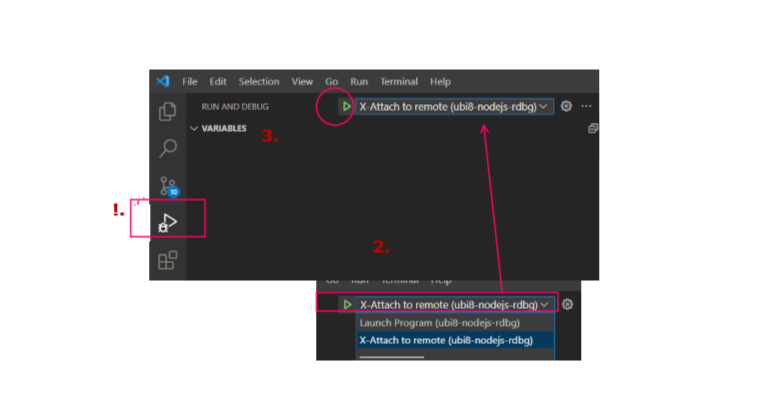 File Edit Selection View Go Run Terminal Help
RUN AND DEBUG
X-Attach to remote (ubi8-nodejs-rdbg)
VARIABLES
3.
10
!.
2.
Go Run Terminal Help
X-Attach to remote (ubi8-nodejs-rdbg)
Launch Program (ubi8-nodejs-rdbg)
X-Attach to remote (ubi8-nodejs-rdbg)